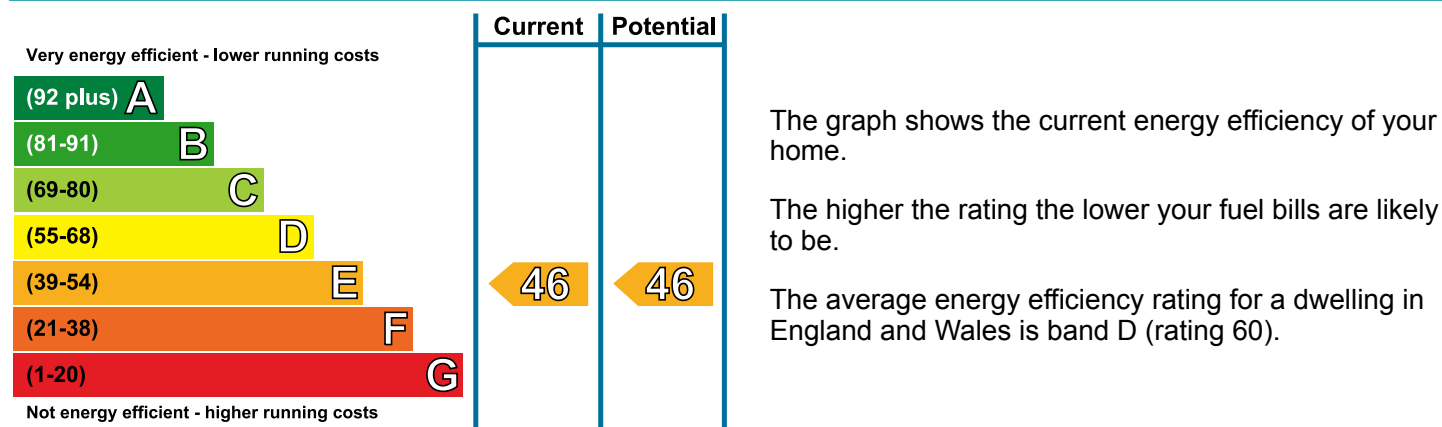 Current Potential
Very energy efficient - lower running costs
(92 plus) A
(81-91) B
(69-80) C
(55-68) D
(39-54) E 46 46
(21-38) F
(1-20) G
Not energy efficient - higher running costs
The graph shows the current energy efficiency of your
home.
The higher the rating the lower your fuel bills are likely
to be.
The average energy efficiency rating for a dwelling in
England and Wales is band D (rating 60).